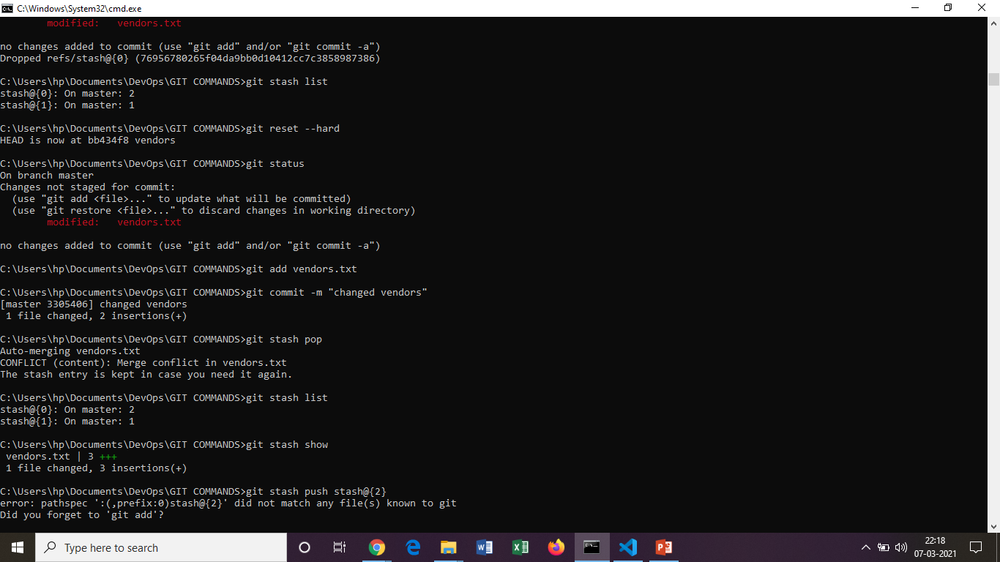 C:\Windows\System32\cmd.exe
        modified:   vendors.txt
no changes added to commit (use "git add" and/or "git commit -a")
Dropped refs/stash@{0} (76956780265f04da9bb0d10412cc7c3858987386)
C:\Users\hp\Documents\DevOps\GIT COMMANDS>git stash list
stash@{0}: On master: 2
stash@{1}: On master: 1
C:\Users\hp\Documents\DevOps\GIT COMMANDS>git reset --hard
HEAD is now at bb434f8 vendors
C:\Users\hp\Documents\DevOps\GIT COMMANDS>git status
On branch master
Changes not staged for commit:
  (use "git add <file>..." to update what will be committed)
  (use "git restore <file>..." to discard changes in working directory)
        modified:   vendors.txt
no changes added to commit (use "git add" and/or "git commit -a")
C:\Users\hp\Documents\DevOps\GIT COMMANDS>git add vendors.txt
C:\Users\hp\Documents\DevOps\GIT COMMANDS>git commit -m "changed vendors"
[master 3305406] changed vendors
 1 file changed, 2 insertions(+)
C:\Users\hp\Documents\DevOps\GIT COMMANDS>git stash pop
Auto-merging vendors.txt
CONFLICT (content): Merge conflict in vendors.txt
The stash entry is kept in case you need it again.
C:\Users\hp\Documents\DevOps\GIT COMMANDS>git stash list
stash@{0}: On master: 2
stash@{1}: On master: 1
C:\Users\hp\Documents\DevOps\GIT COMMANDS>git stash show
 vendors.txt | 3 +++
 1 file changed, 3 insertions(+)
C:\Users\hp\Documents\DevOps\GIT COMMANDS>git stash push stash@{2}
error: pathspec ':(,prefix:0)stash@{2}' did not match any file(s) known to git
Did you forget to 'git add'?
Type here to search
22:18
07-03-2021